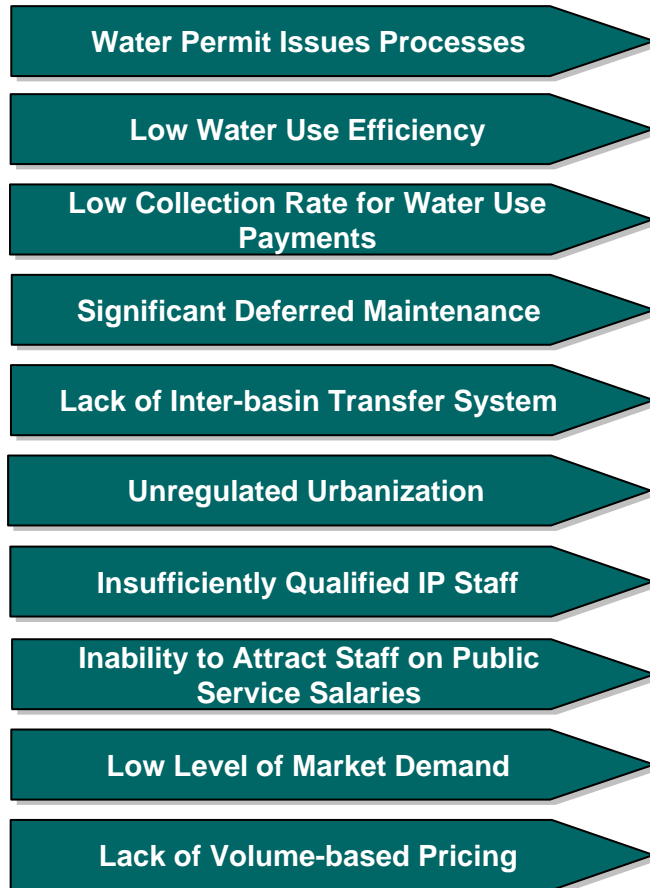 Water Permit Issues Processes
Low Water Use Efficiency
Low Collection Rate for Water Use
Payments
Significant Deferred Maintenance
Lack of Inter-basin Transfer System
Unregulated Urbanization
Insufficiently Qualified IP Staff
Inability to Attract Staff on Public
Service Salaries
Low Level of Market Demand
Lack of Volume-based Pricing